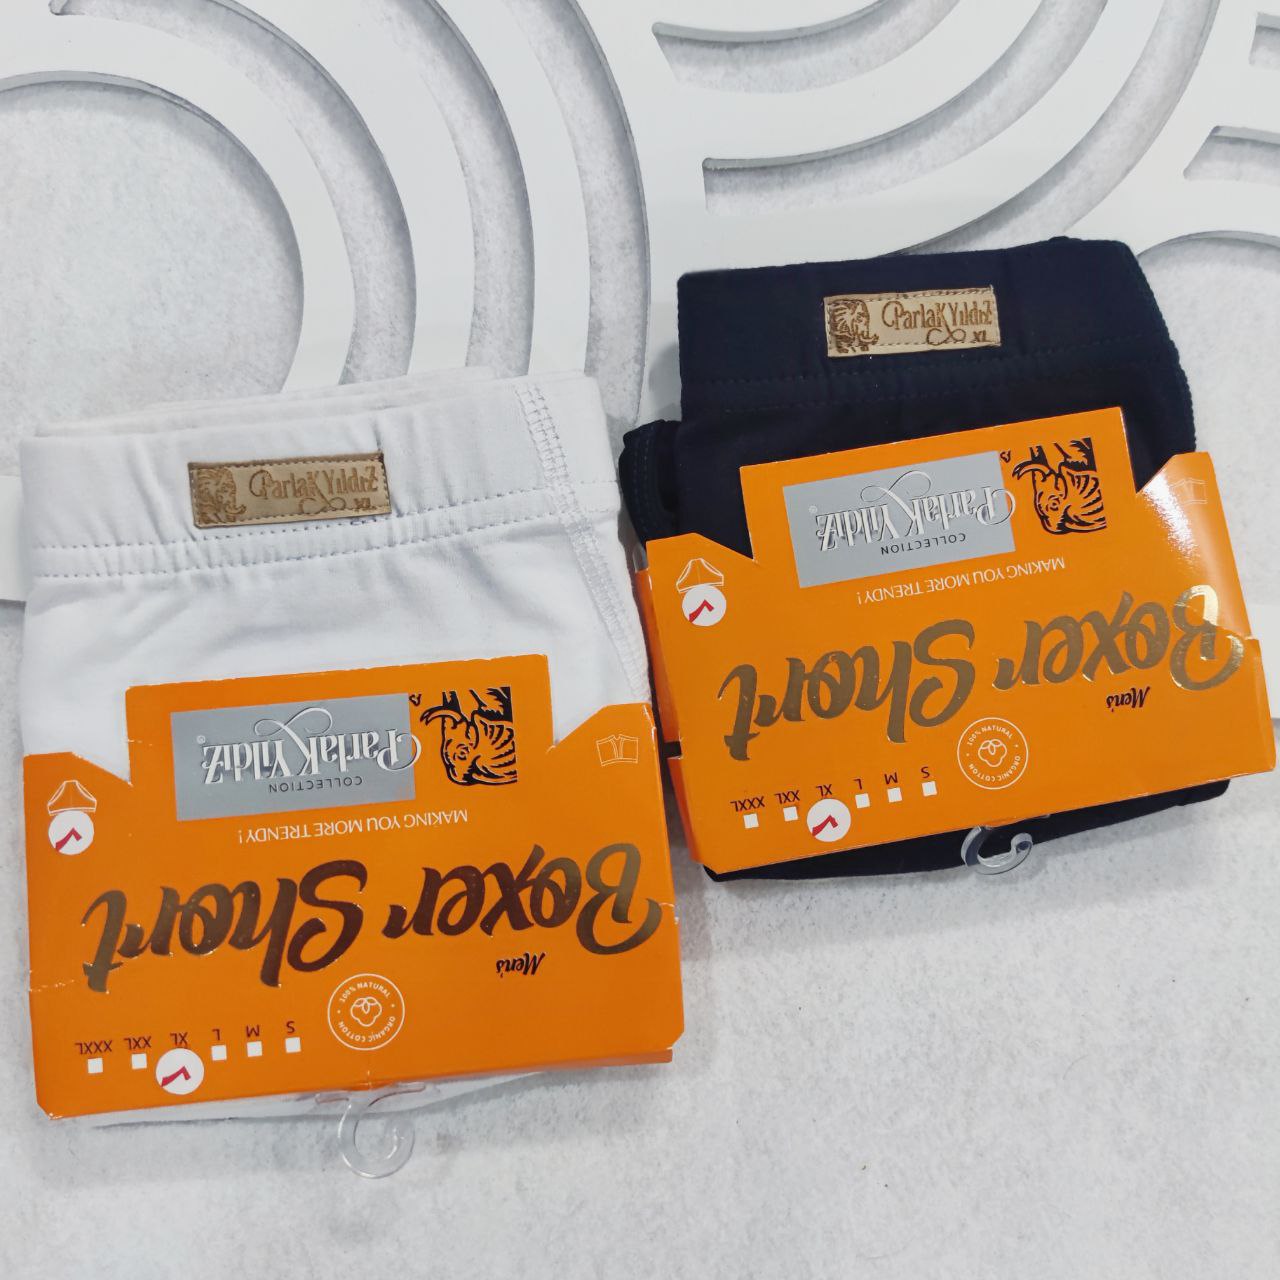 ParlaK YıldıZ
XL
COLLECTION
ParlaK YıldıZ®
MAKING YOU MORE TRENDY!
Men's
Boxer Short
100% NATURAL
ORGANIC COTTON
S M L XL XXL XXXL
ParlaK YıldıZ
XL
COLLECTION
ParlaK YıldıZ
MAKING YOU MORE TRENDY!
Men's
Boxer Short
100% NATURAL
ORGANIC COTTON
S M L XL XXL XXXL